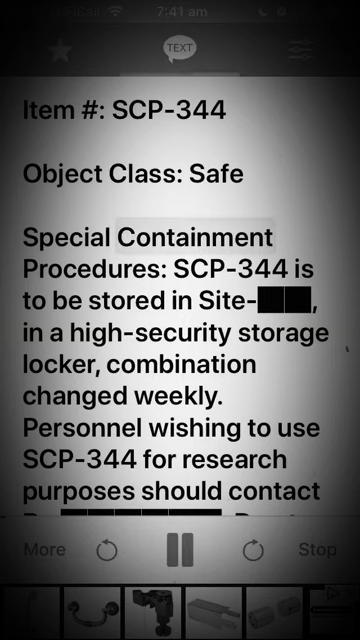 7:41 am
TEXT
Item #: SCP-344
Object Class: Safe
Special Containment
Procedures: SCP-344 is
to be stored in Site-███,
in a high-security storage
locker, combination
changed weekly.
Personnel wishing to use
SCP-344 for research
purposes should contact
More
Stop